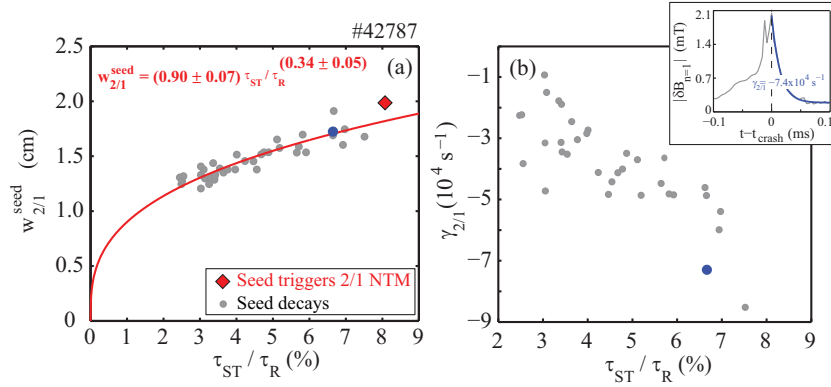 #42787
2.5
2.0
1.5
1.0
0.5
0
w_{2/1}^{seed} (cm)
w_{2/1}^{seed} = (0.90 ± 0.07) τ_{ST} / τ_R^{(0.34 ± 0.05)}
(a)
Seed triggers 2/1 NTM
Seed decays
0 1 2 3 4 5 6 7 8 9
τ_{ST} / τ_R (%)
(b)
−1
−3
−5
−7
−9
γ_{2/1} (10^4 s^{-1})
2 3 4 5 6 7 8 9
τ_{ST} / τ_R (%)
2.1
1.4
0.7
0
|δB_{n=1}| (mT)
γ_{2/1} = −7.4x10^4 s^{-1}
−0.1 0.0 0.1
t−t_{crash} (ms)